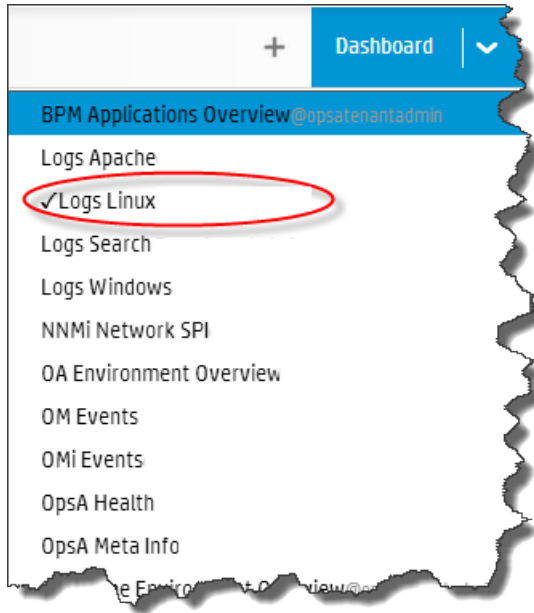 + Dashboard
BPM Applications Overview@opsatenantadmin
Logs Apache
✓Logs Linux
Logs Search
Logs Windows
NNMi Network SPI
OA Environment Overview
OM Events
OMi Events
OpsA Health
OpsA Meta Info